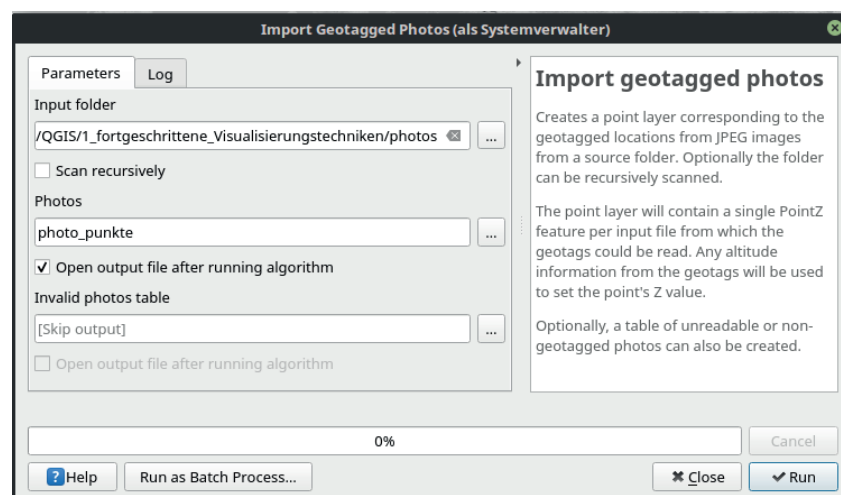 Import Geotagged Photos (als Systemverwalter)
Parameters
Log
Input folder
/QGIS/1_fortgeschrittene_Visualisierungstechniken/photos
...
Scan recursively
Photos
photo_punkte
...
Open output file after running algorithm
Invalid photos table
[Skip output]
...
Open output file after running algorithm
Import geotagged photos
Creates a point layer corresponding to the
geotagged locations from JPEG images
from a source folder. Optionally the folder
can be recursively scanned.
The point layer will contain a single PointZ
feature per input file from which the
geotags could be read. Any altitude
information from the geotags will be used
to set the point's Z value.
Optionally, a table of unreadable or non-
geotagged photos can also be created.
0%
Cancel
? Help
Run as Batch Process...
Close
Run